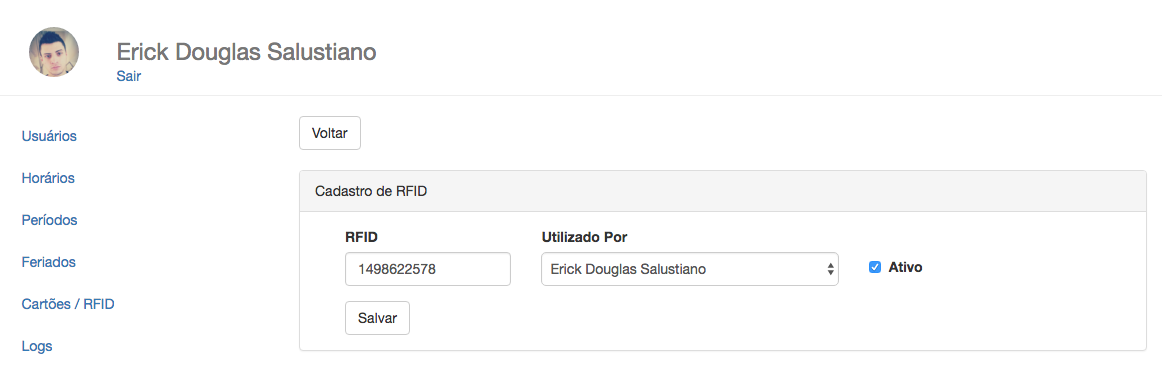 Erick Douglas Salustiano
Sair
Usuários
Horários
Períodos
Feriados
Cartões / RFID
Logs
Voltar
Cadastro de RFID
RFID
Utilizado Por
1498622578
Erick Douglas Salustiano
Ativo
Salvar